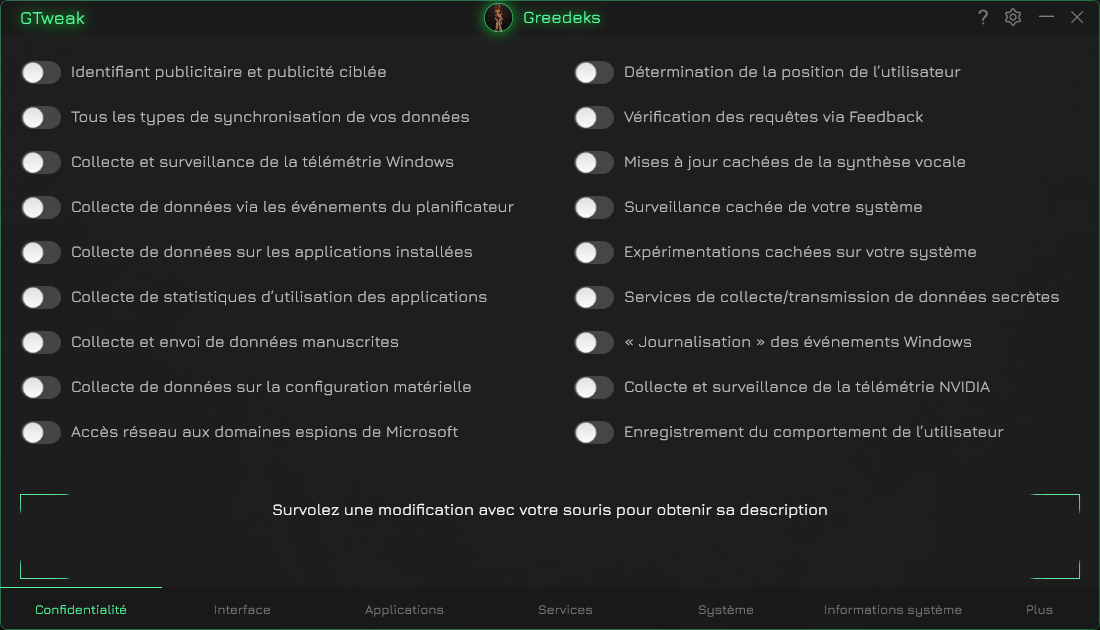 GTweak
Greedeks
?
Identifiant publicitaire et publicité ciblée
Tous les types de synchronisation de vos données
Collecte et surveillance de la télémétrie Windows
Collecte de données via les événements du planificateur
Collecte de données sur les applications installées
Collecte de statistiques d’utilisation des applications
Collecte et envoi de données manuscrites
Collecte de données sur la configuration matérielle
Accès réseau aux domaines espions de Microsoft
Détermination de la position de l’utilisateur
Vérification des requêtes via Feedback
Mises à jour cachées de la synthèse vocale
Surveillance cachée de votre système
Expérimentations cachées sur votre système
Services de collecte/transmission de données secrètes
« Journalisation » des événements Windows
Collecte et surveillance de la télémétrie NVIDIA
Enregistrement du comportement de l’utilisateur
Survolez une modification avec votre souris pour obtenir sa description
Confidentialité
Interface
Applications
Services
Système
Informations système
Plus